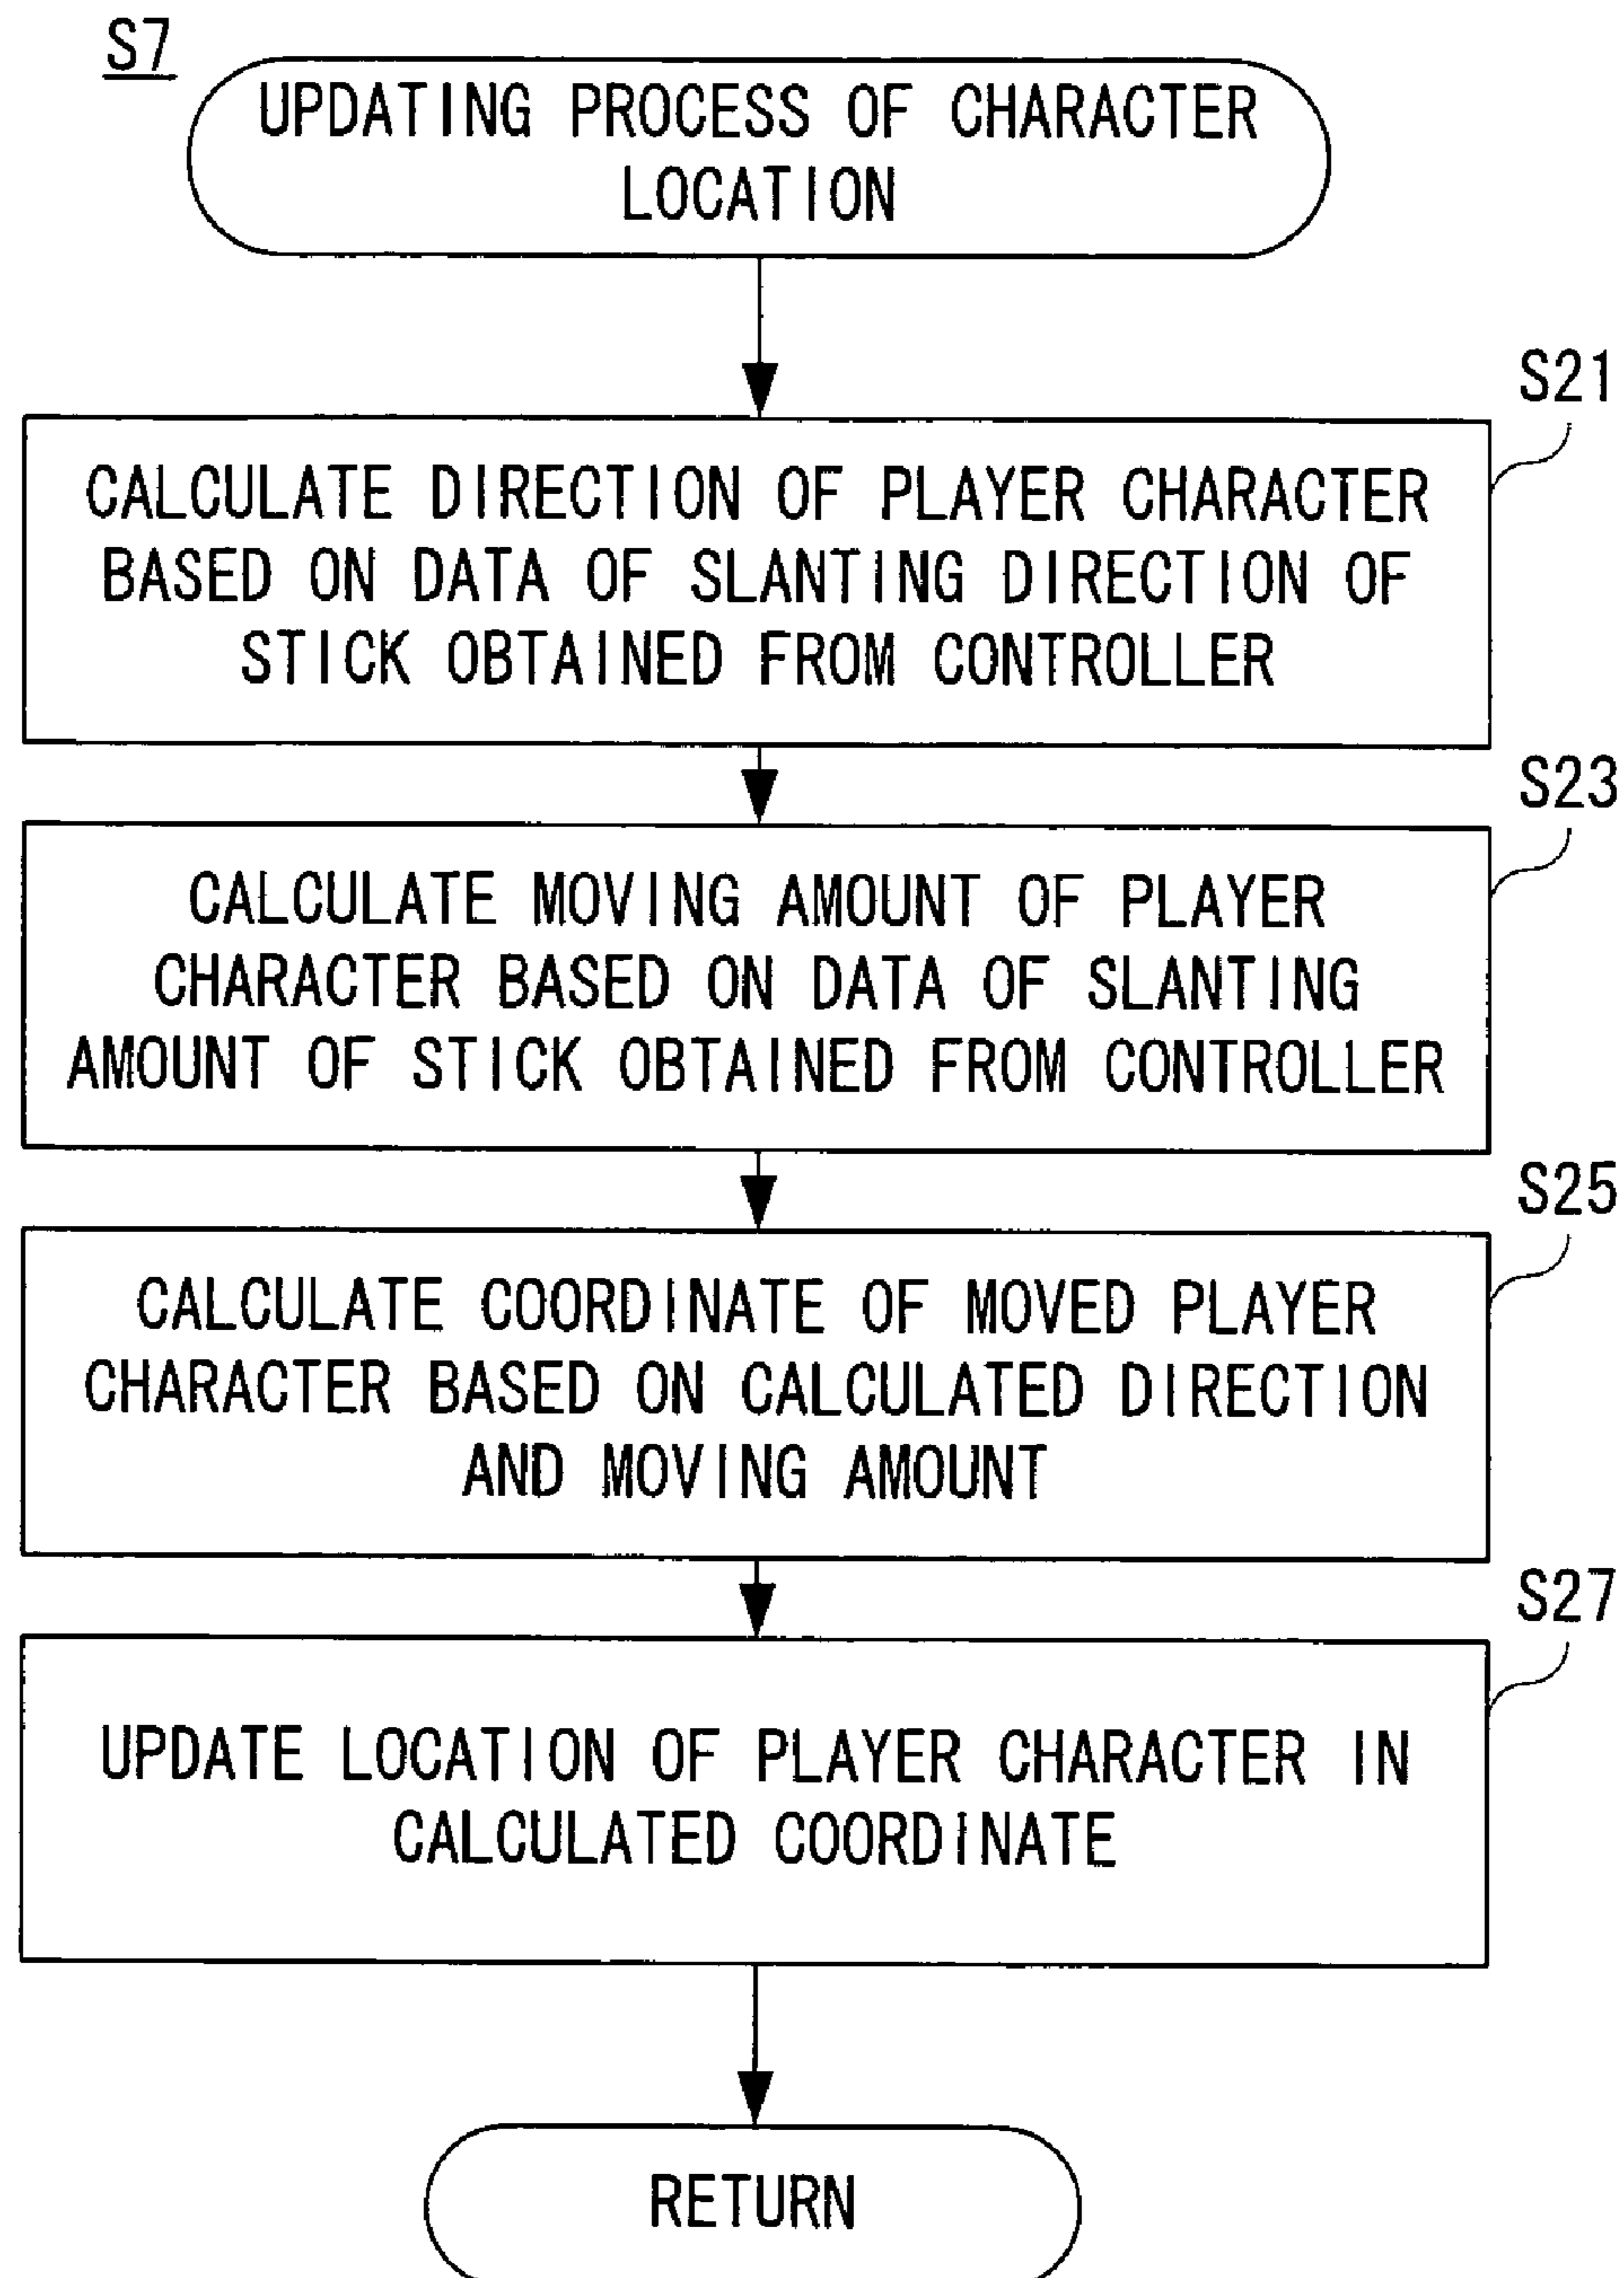 S7
UPDATING PROCESS OF CHARACTER
LOCATION
S21
CALCULATE DIRECTION OF PLAYER CHARACTER
BASED ON DATA OF SLANTING DIRECTION OF
STICK OBTAINED FROM CONTROLLER
S23
CALCULATE MOVING AMOUNT OF PLAYER
CHARACTER BASED ON DATA OF SLANTING
AMOUNT OF STICK OBTAINED FROM CONTROLLER
S25
CALCULATE COORDINATE OF MOVED PLAYER
CHARACTER BASED ON CALCULATED DIRECTION
AND MOVING AMOUNT
S27
UPDATE LOCATION OF PLAYER CHARACTER IN
CALCULATED COORDINATE
RETURN